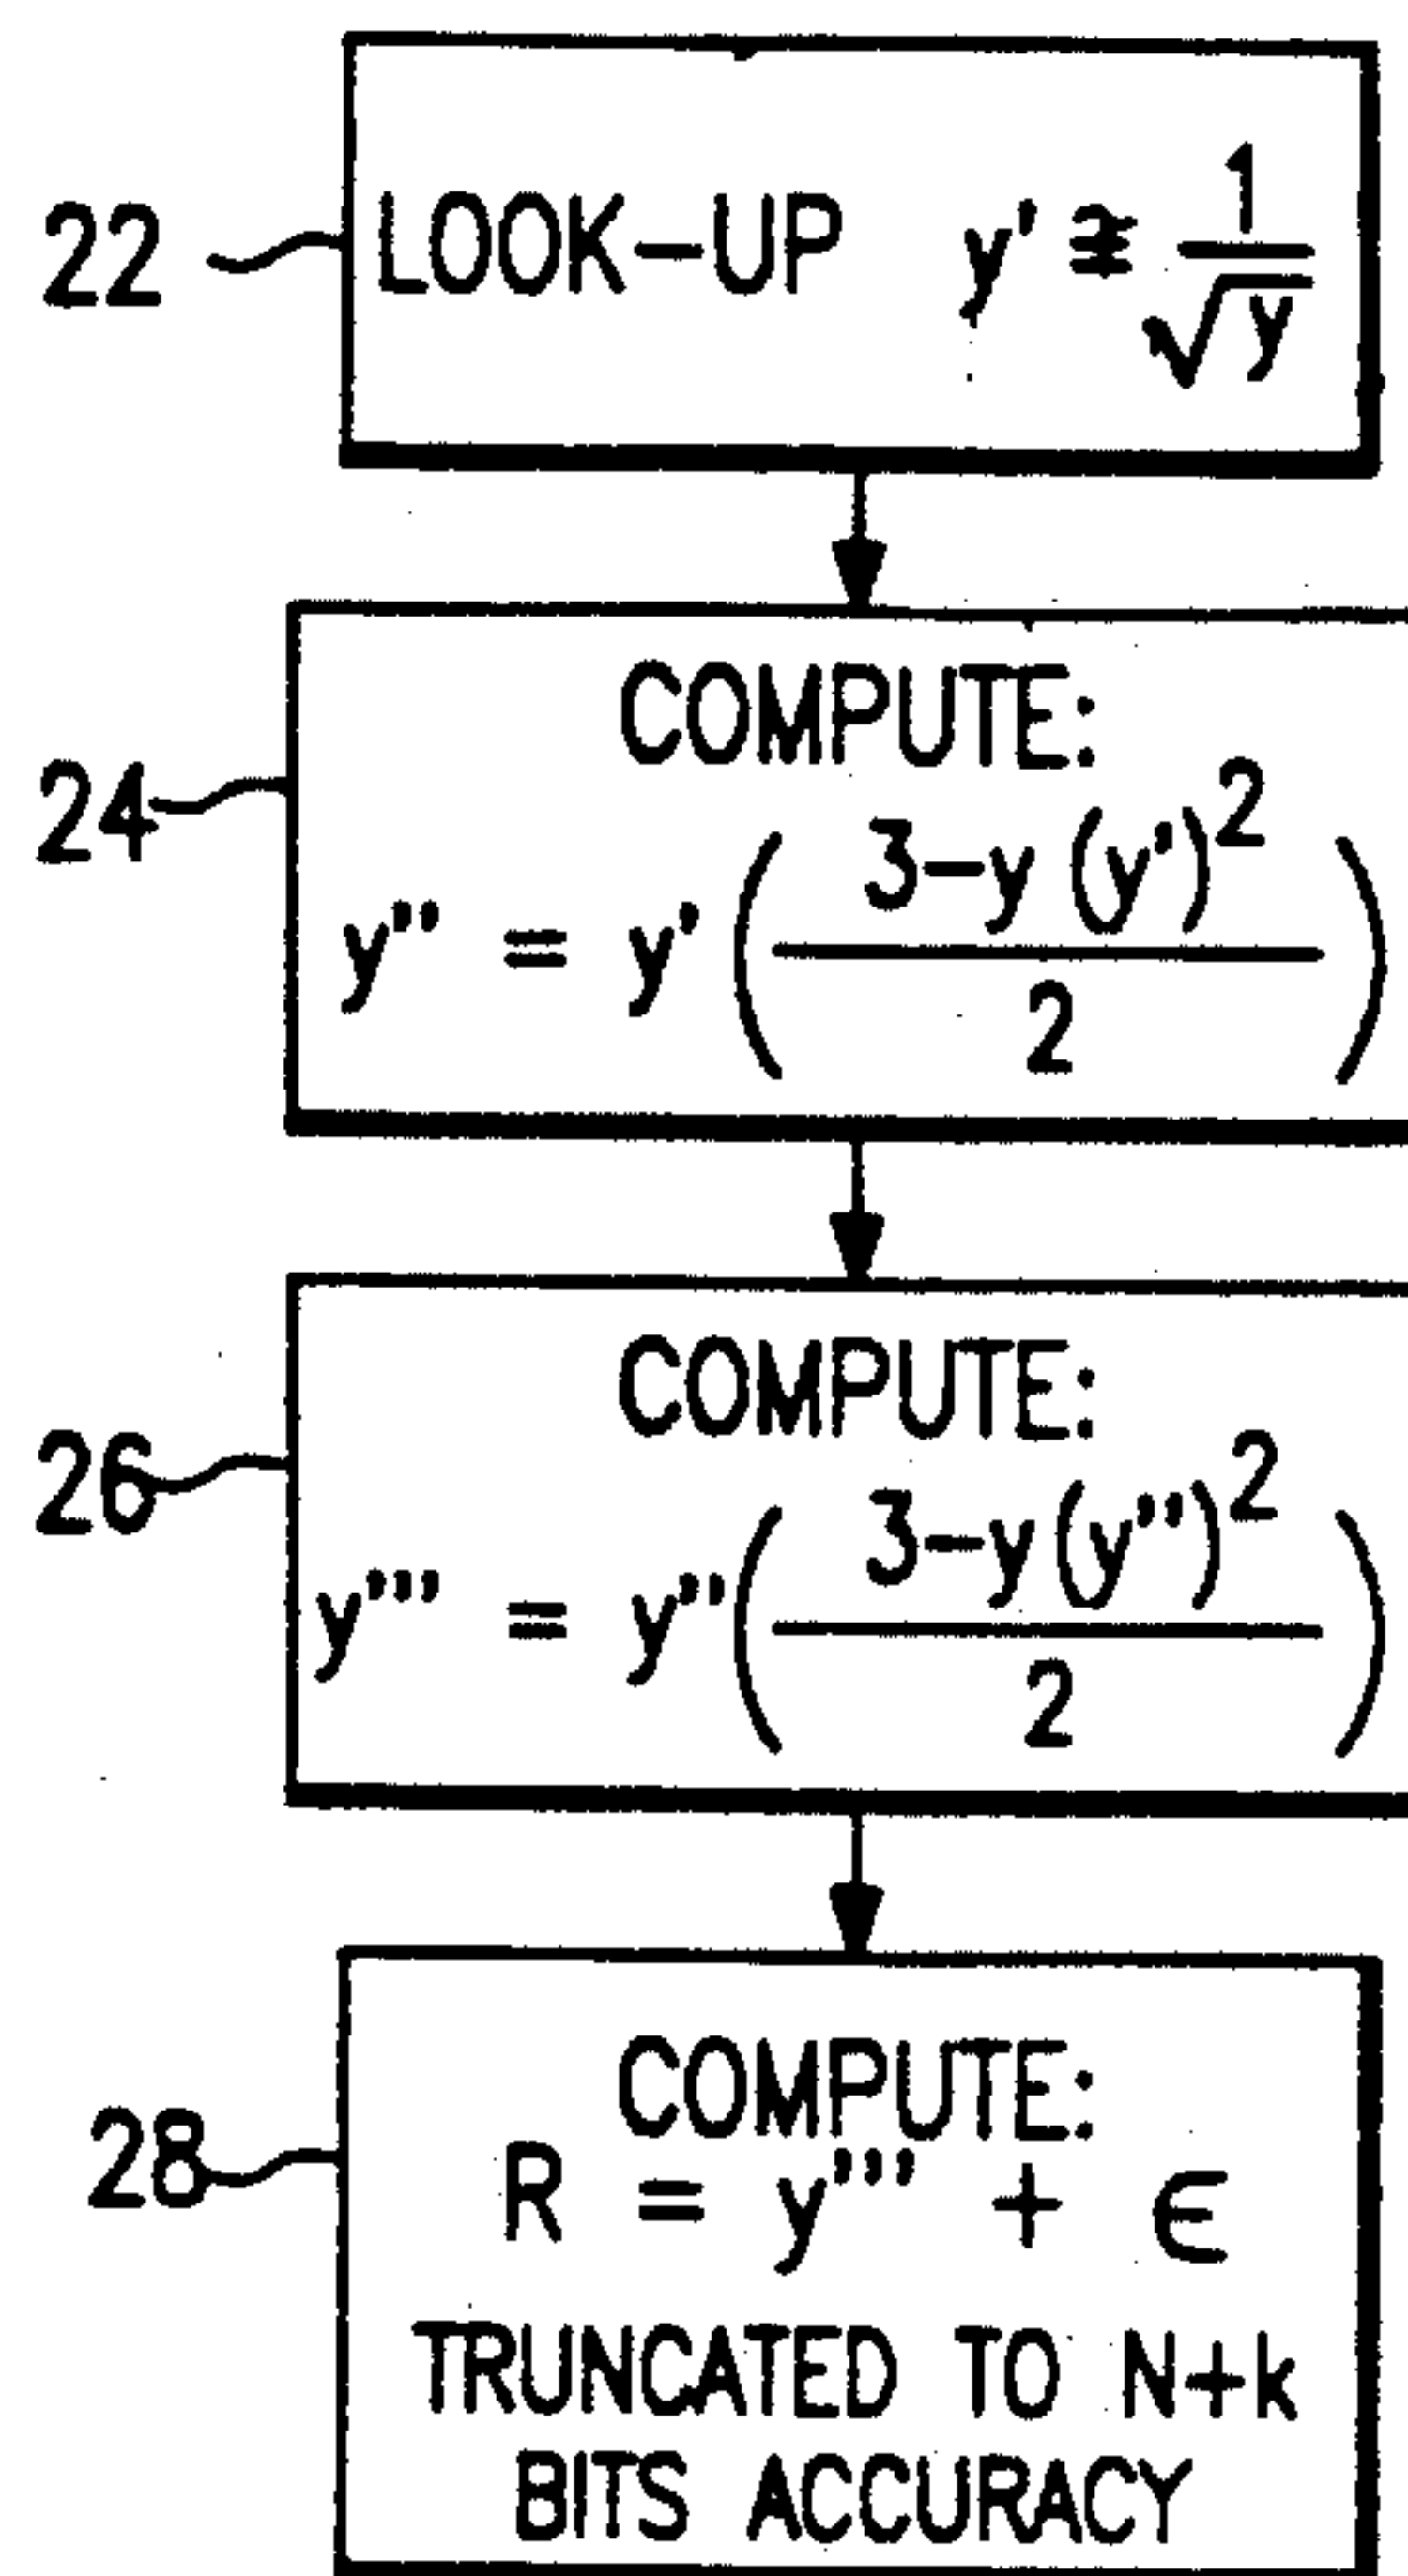 22 LOOK-UP y' ≅ 1/√y
24 COMPUTE:
y'' = y' ( (3-y(y')^2) / 2 )
26 COMPUTE:
y''' = y'' ( (3-y(y'')^2) / 2 )
28 COMPUTE:
R = y''' + ϵ
TRUNCATED TO N+k
BITS ACCURACY